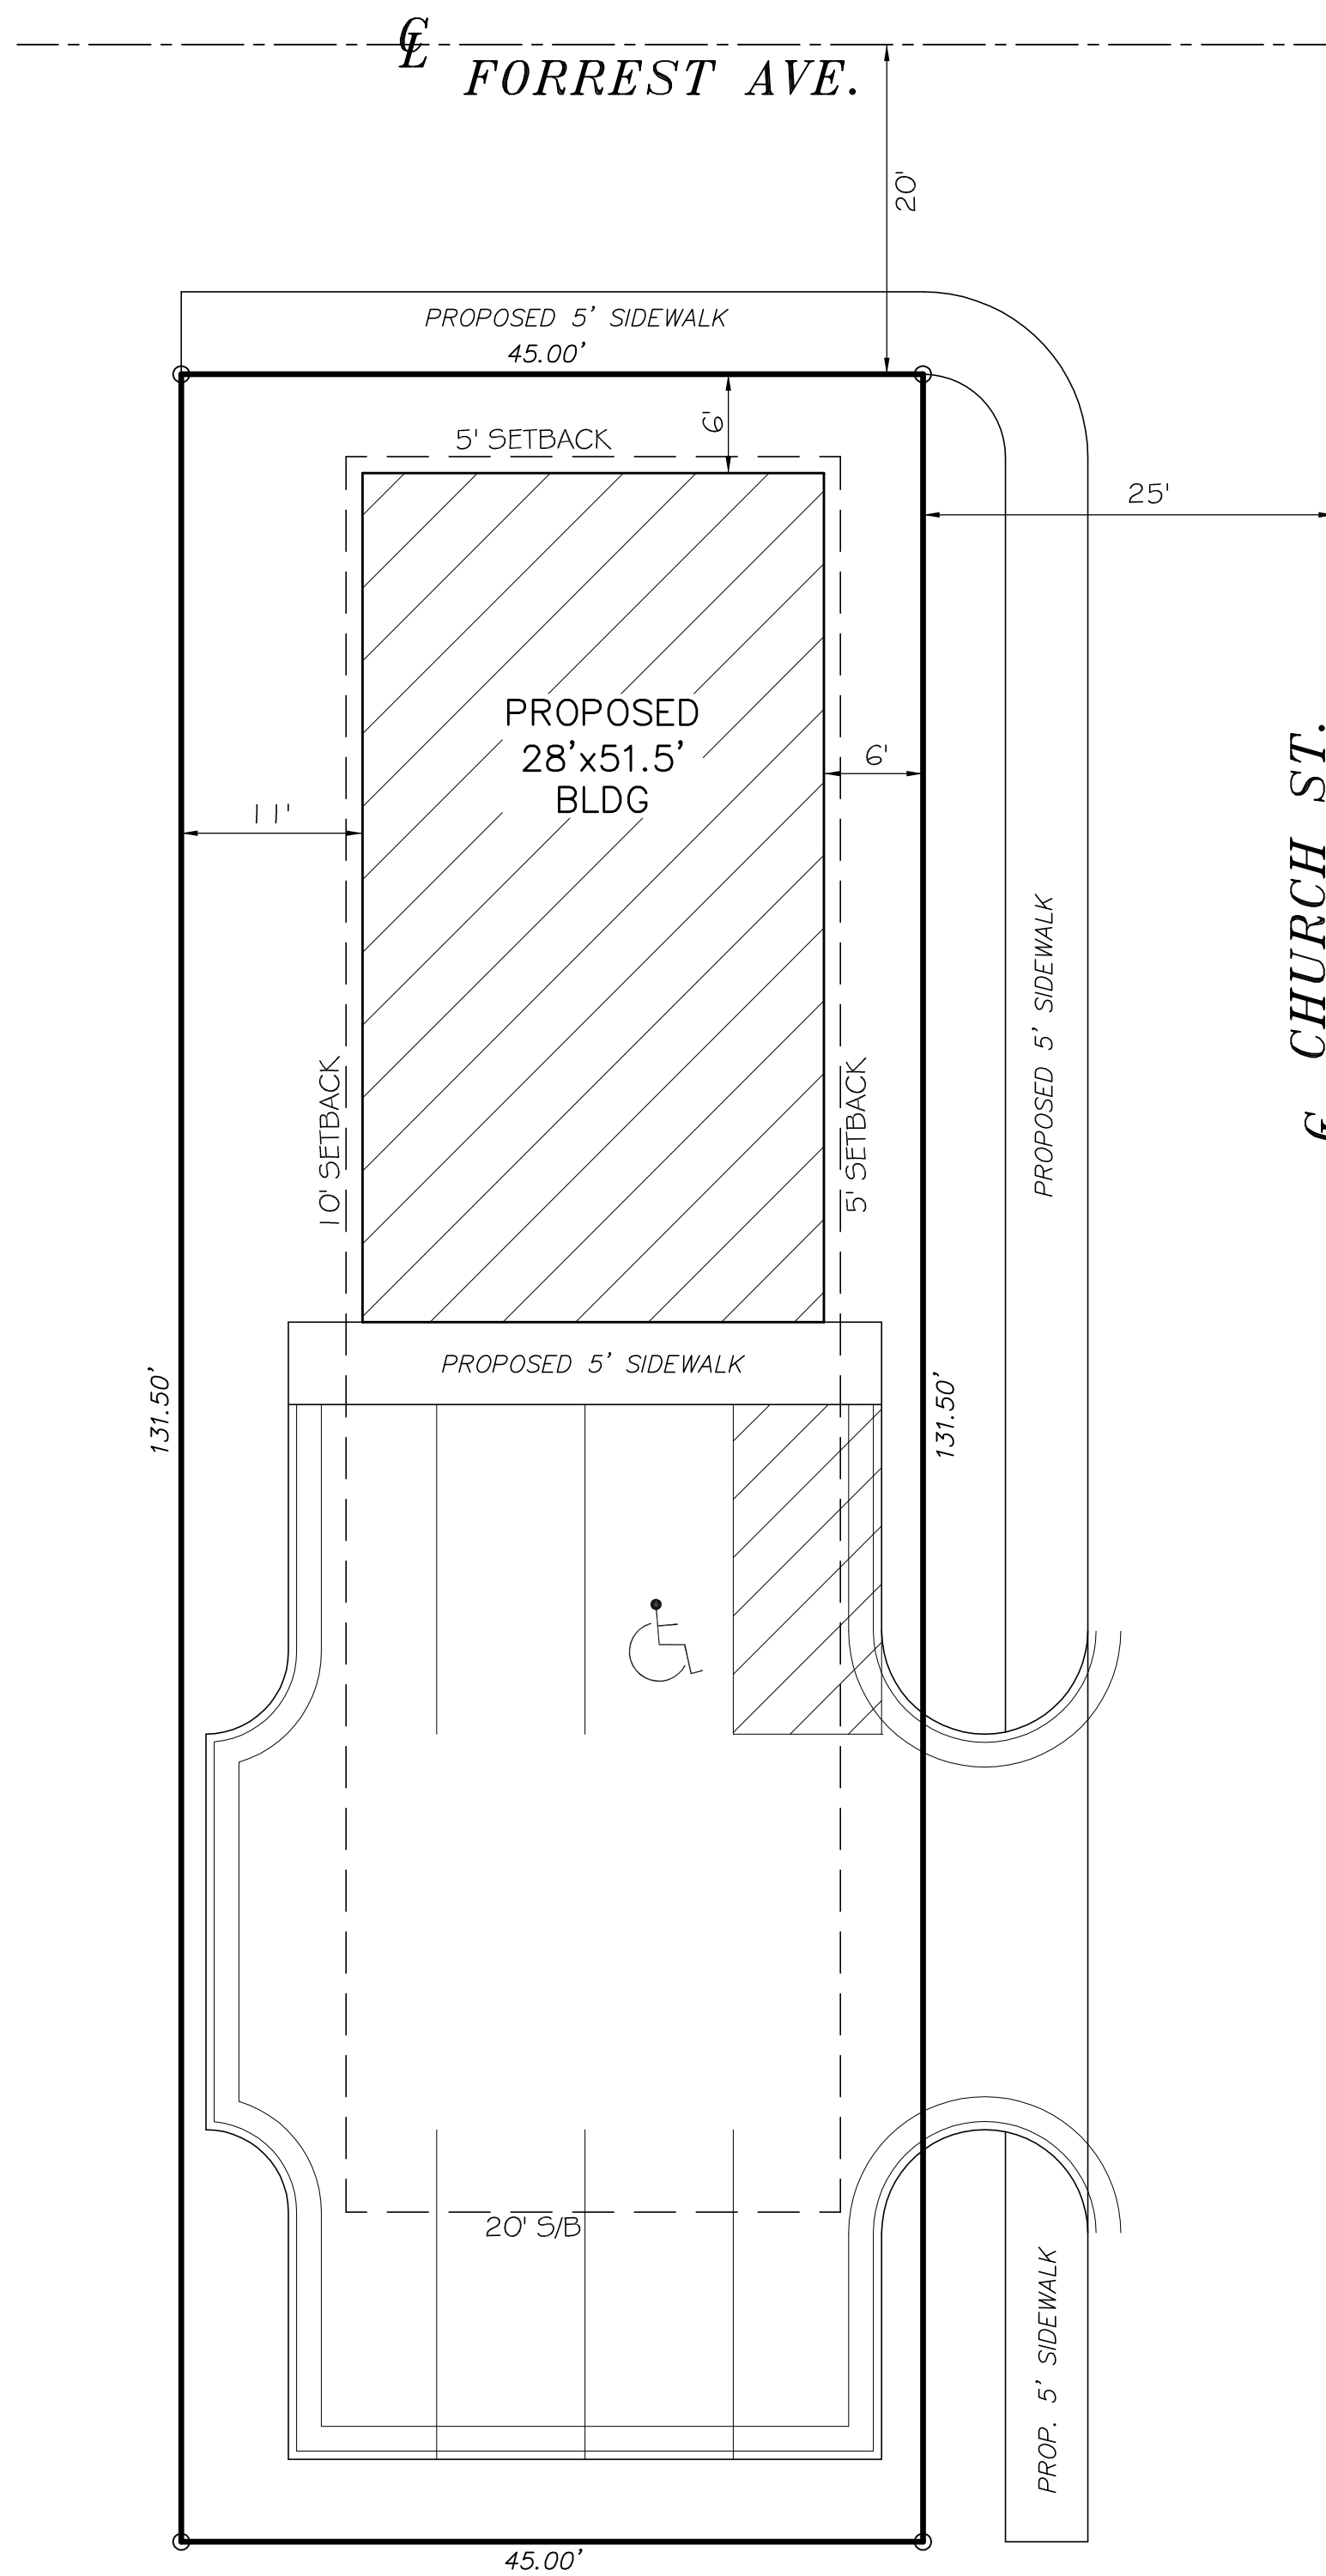 ℄
FORREST AVE.
20'
PROPOSED 5' SIDEWALK
45.00'
6'
5' SETBACK
25'
PROPOSED
28'x51.5'
BLDG
6'
11'
CHURCH ST.
PROPOSED 5' SIDEWALK
10' SETBACK
5' SETBACK
PROPOSED 5' SIDEWALK
131.50'
131.50'
20' S/B
PROP. 5' SIDEWALK
45.00'